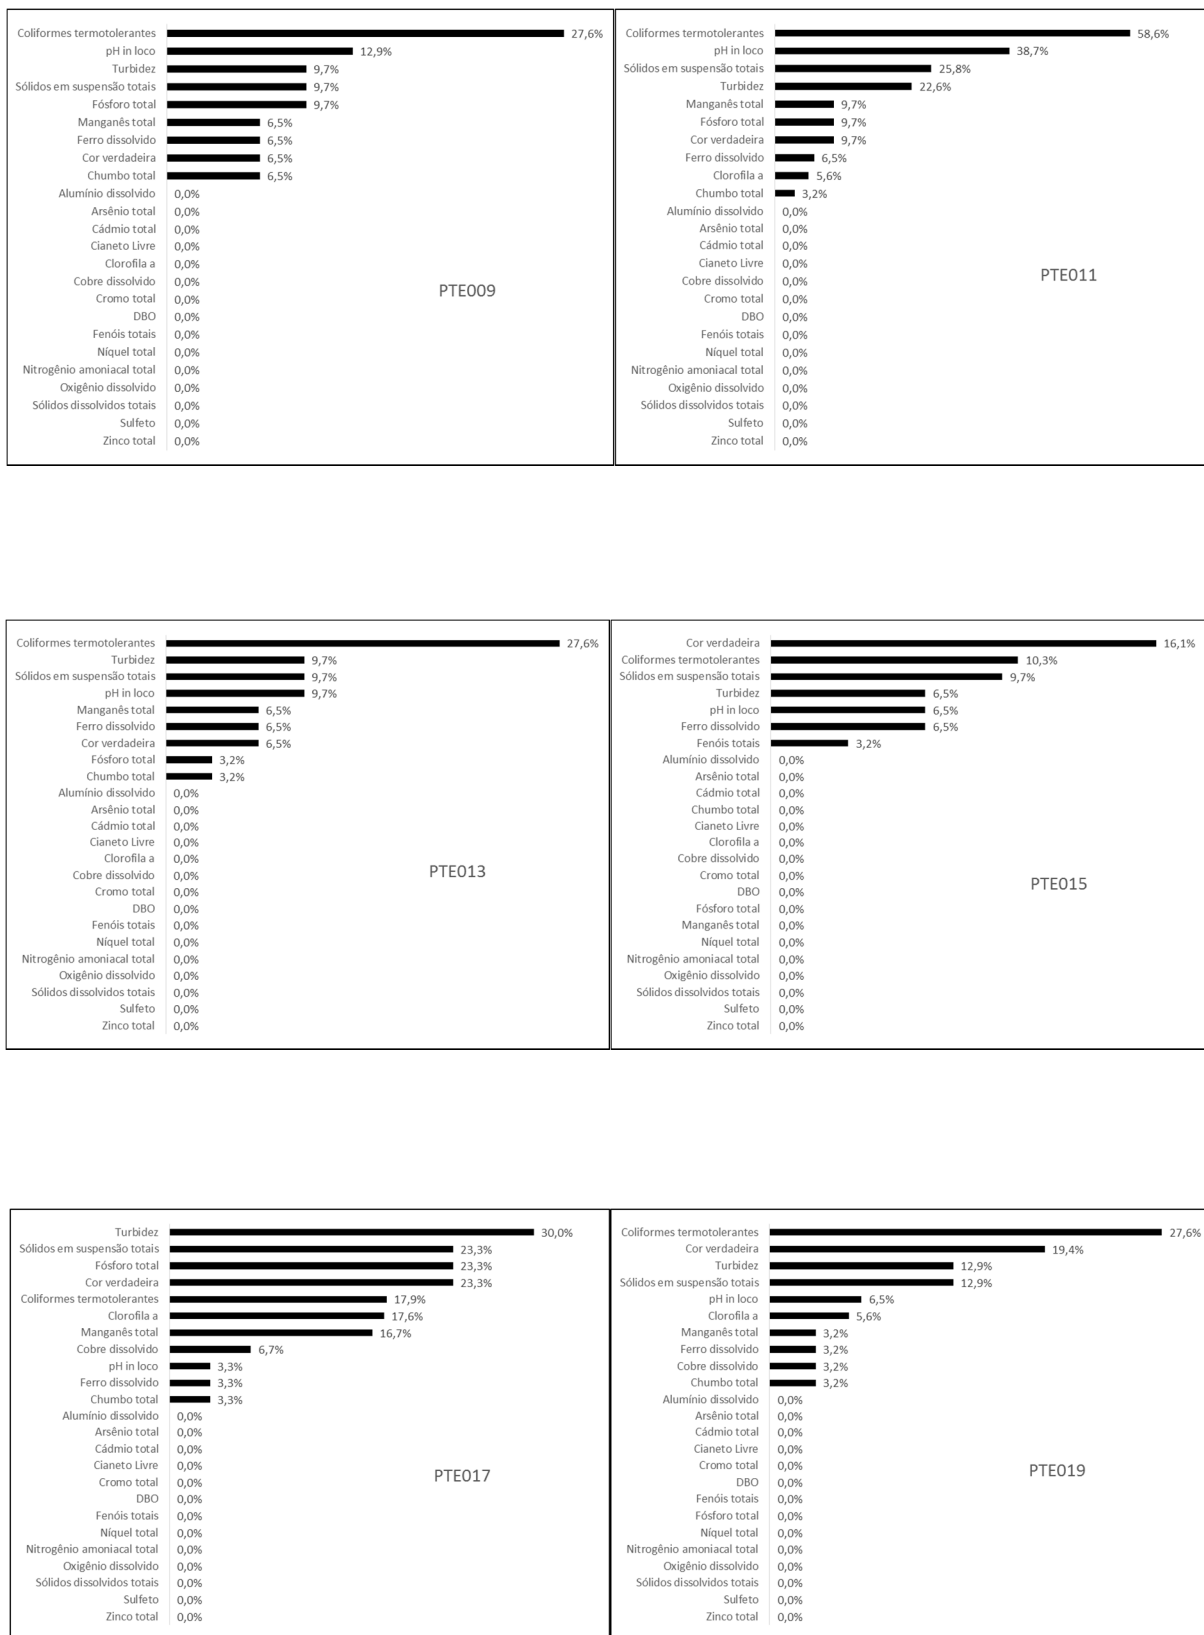 Coliformes termotolerantes 27,6%
pH in loco 12,9%
Turbidez 9,7%
Sólidos em suspensão totais 9,7%
Fósforo total 9,7%
Manganês total 6,5%
Ferro dissolvido 6,5%
Cor verdadeira 6,5%
Chumbo total 6,5%
Alumínio dissolvido 0,0%
Arsênio total 0,0%
Cádmio total 0,0%
Cianeto Livre 0,0%
Clorofila a 0,0%
Cobre dissolvido 0,0%
Cromo total 0,0%
DBO 0,0%
Fenóis totais 0,0%
Níquel total 0,0%
Nitrogênio amoniacal total 0,0%
Oxigênio dissolvido 0,0%
Sólidos dissolvidos totais 0,0%
Sulfeto 0,0%
Zinco total 0,0%
PTE009
Coliformes termotolerantes 58,6%
pH in loco 38,7%
Sólidos em suspensão totais 25,8%
Turbidez 22,6%
Manganês total 9,7%
Fósforo total 9,7%
Cor verdadeira 9,7%
Ferro dissolvido 6,5%
Clorofila a 5,6%
Chumbo total 3,2%
Alumínio dissolvido 0,0%
Arsênio total 0,0%
Cádmio total 0,0%
Cianeto Livre 0,0%
Cobre dissolvido 0,0%
Cromo total 0,0%
DBO 0,0%
Fenóis totais 0,0%
Níquel total 0,0%
Nitrogênio amoniacal total 0,0%
Oxigênio dissolvido 0,0%
Sólidos dissolvidos totais 0,0%
Sulfeto 0,0%
Zinco total 0,0%
PTE011
Coliformes termotolerantes 27,6%
Turbidez 9,7%
Sólidos em suspensão totais 9,7%
pH in loco 9,7%
Manganês total 6,5%
Ferro dissolvido 6,5%
Cor verdadeira 6,5%
Fósforo total 3,2%
Chumbo total 3,2%
Alumínio dissolvido 0,0%
Arsênio total 0,0%
Cádmio total 0,0%
Cianeto Livre 0,0%
Clorofila a 0,0%
Cobre dissolvido 0,0%
Cromo total 0,0%
DBO 0,0%
Fenóis totais 0,0%
Níquel total 0,0%
Nitrogênio amoniacal total 0,0%
Oxigênio dissolvido 0,0%
Sólidos dissolvidos totais 0,0%
Sulfeto 0,0%
Zinco total 0,0%
PTE013
Cor verdadeira 16,1%
Coliformes termotolerantes 10,3%
Sólidos em suspensão totais 9,7%
Turbidez 6,5%
pH in loco 6,5%
Ferro dissolvido 6,5%
Fenóis totais 3,2%
Alumínio dissolvido 0,0%
Arsênio total 0,0%
Cádmio total 0,0%
Chumbo total 0,0%
Cianeto Livre 0,0%
Clorofila a 0,0%
Cobre dissolvido 0,0%
Cromo total 0,0%
DBO 0,0%
Fósforo total 0,0%
Manganês total 0,0%
Níquel total 0,0%
Nitrogênio amoniacal total 0,0%
Oxigênio dissolvido 0,0%
Sólidos dissolvidos totais 0,0%
Sulfeto 0,0%
Zinco total 0,0%
PTE015
Turbidez 30,0%
Sólidos em suspensão totais 23,3%
Fósforo total 23,3%
Cor verdadeira 23,3%
Coliformes termotolerantes 17,9%
Clorofila a 17,6%
Manganês total 16,7%
Cobre dissolvido 6,7%
pH in loco 3,3%
Ferro dissolvido 3,3%
Chumbo total 3,3%
Alumínio dissolvido 0,0%
Arsênio total 0,0%
Cádmio total 0,0%
Cianeto Livre 0,0%
Cromo total 0,0%
DBO 0,0%
Fenóis totais 0,0%
Níquel total 0,0%
Nitrogênio amoniacal total 0,0%
Oxigênio dissolvido 0,0%
Sólidos dissolvidos totais 0,0%
Sulfeto 0,0%
Zinco total 0,0%
PTE017
Coliformes termotolerantes 27,6%
Cor verdadeira 19,4%
Turbidez 12,9%
Sólidos em suspensão totais 12,9%
pH in loco 6,5%
Clorofila a 5,6%
Manganês total 3,2%
Ferro dissolvido 3,2%
Cobre dissolvido 3,2%
Chumbo total 3,2%
Alumínio dissolvido 0,0%
Arsênio total 0,0%
Cádmio total 0,0%
Cianeto Livre 0,0%
Cromo total 0,0%
DBO 0,0%
Fenóis totais 0,0%
Fósforo total 0,0%
Níquel total 0,0%
Nitrogênio amoniacal total 0,0%
Oxigênio dissolvido 0,0%
Sólidos dissolvidos totais 0,0%
Sulfeto 0,0%
Zinco total 0,0%
PTE019